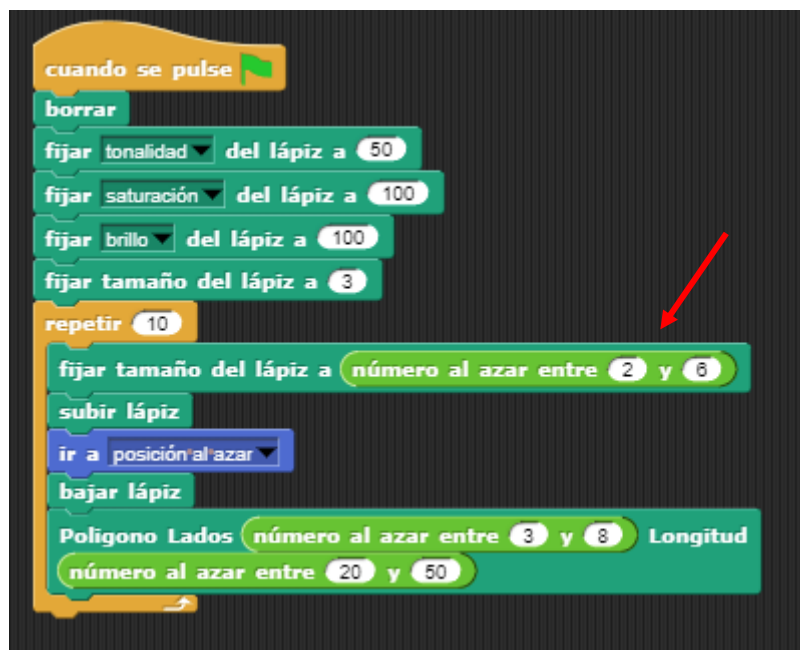 cuando se pulse
borrar
fijar tonalidad del lápiz a 50
fijar saturación del lápiz a 100
fijar brillo del lápiz a 100
fijar tamaño del lápiz a 3
repetir 10
fijar tamaño del lápiz a número al azar entre 2 y 6
subir lápiz
ir a posición al azar
bajar lápiz
Poligono Lados número al azar entre 3 y 8 Longitud
número al azar entre 20 y 50